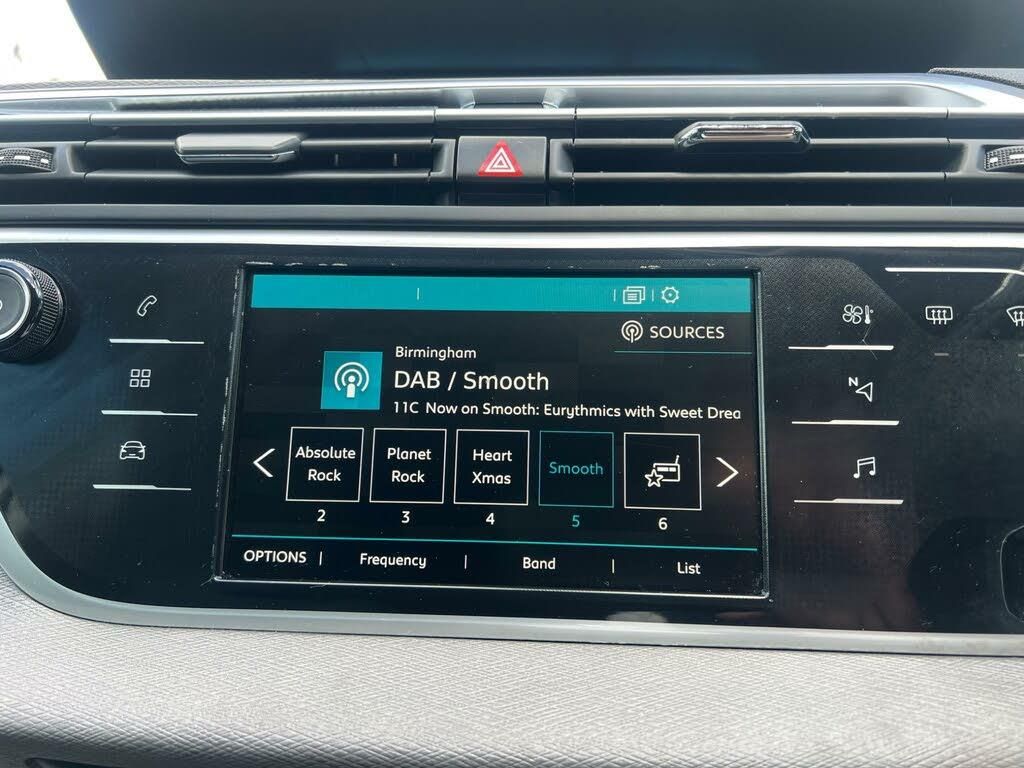 SOURCES
Birmingham
DAB / Smooth
11C Now on Smooth: Eurythmics with Sweet Drea
Absolute
Rock
Planet
Rock
Heart
Xmas
Smooth
2
3
4
5
6
OPTIONS
Frequency
Band
List
N